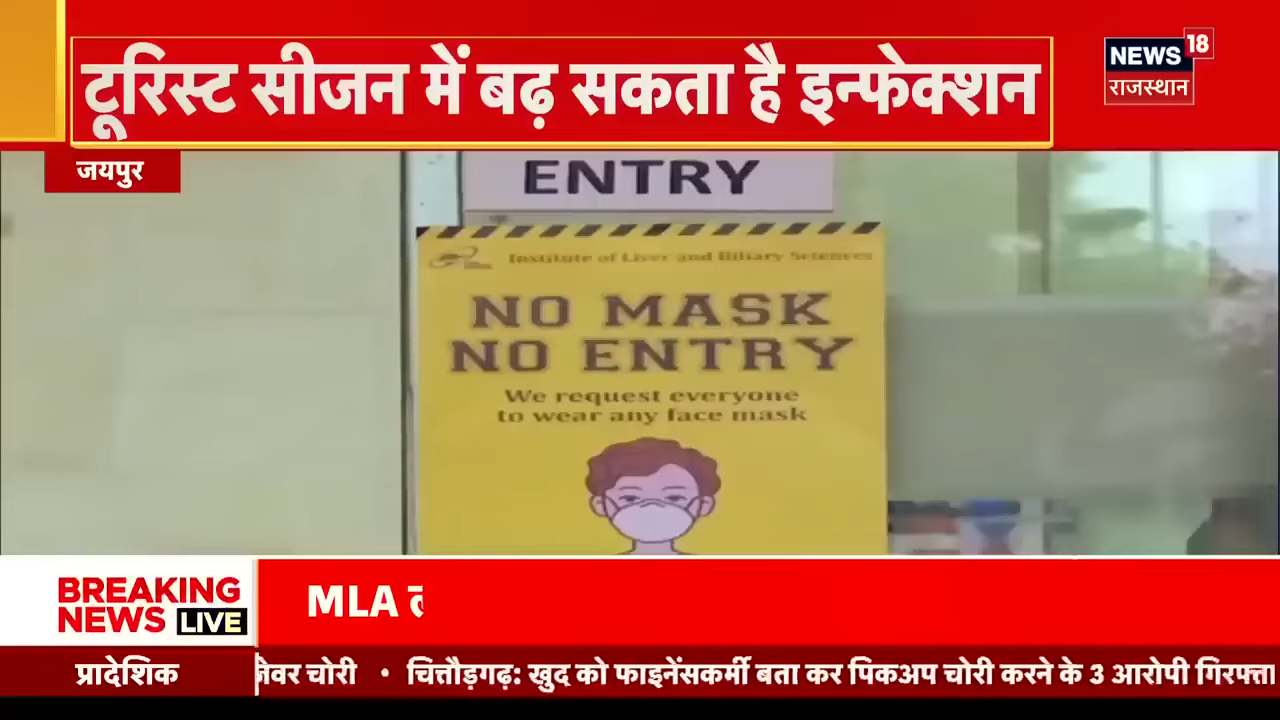 टूरिस्ट सीजन में बढ़ सकता है इन्फेक्शन
NEWS 18
राजस्थान
जयपुर
ENTRY
Institute of Liver and Biliary Sciences
NO MASK
NO ENTRY
We request everyone
to wear any face mask
BREAKING
NEWS LIVE
MLA
प्रादेशिक
जेवर चोरी • चित्तौड़गढ़: खुद को फाइनेंसकर्मी बता कर पिकअप चोरी करने के 3 आरोपी गिरफ्ता